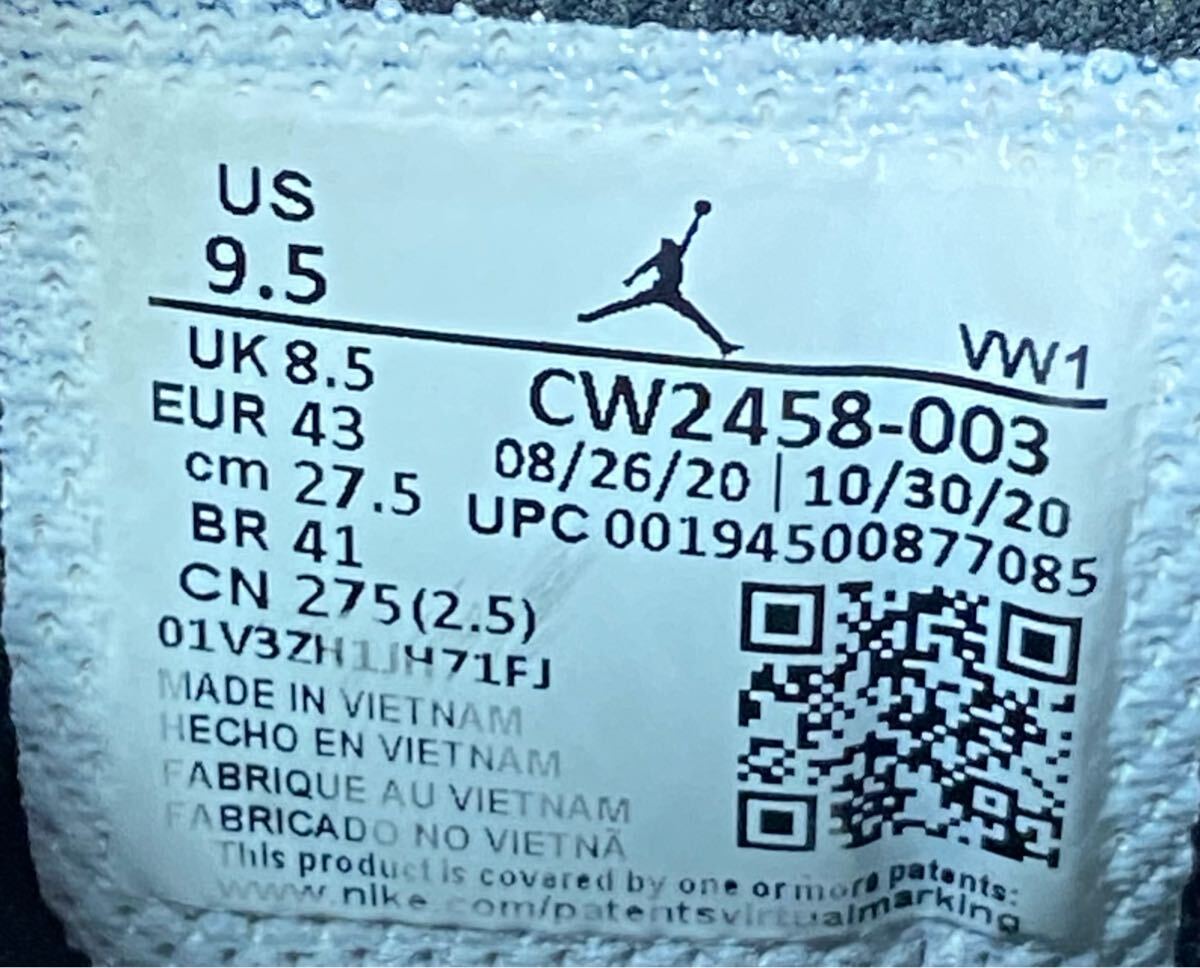 US
9.5
VW1
UK 8.5
EUR 43
cm 27.5
BR 41
CN 275(2.5)
CW2458-003
08/26/20 | 10/30/20
UPC 00194500877085
01V3ZH1JH71FJ
MADE IN VIETNAM
HECHO EN VIETNAM
FABRIQUE AU VIETNAM
FABRICADO NO VIETNÃ
This product is covered by one or more patents:
www.nike.com/patentsvirtualmarking